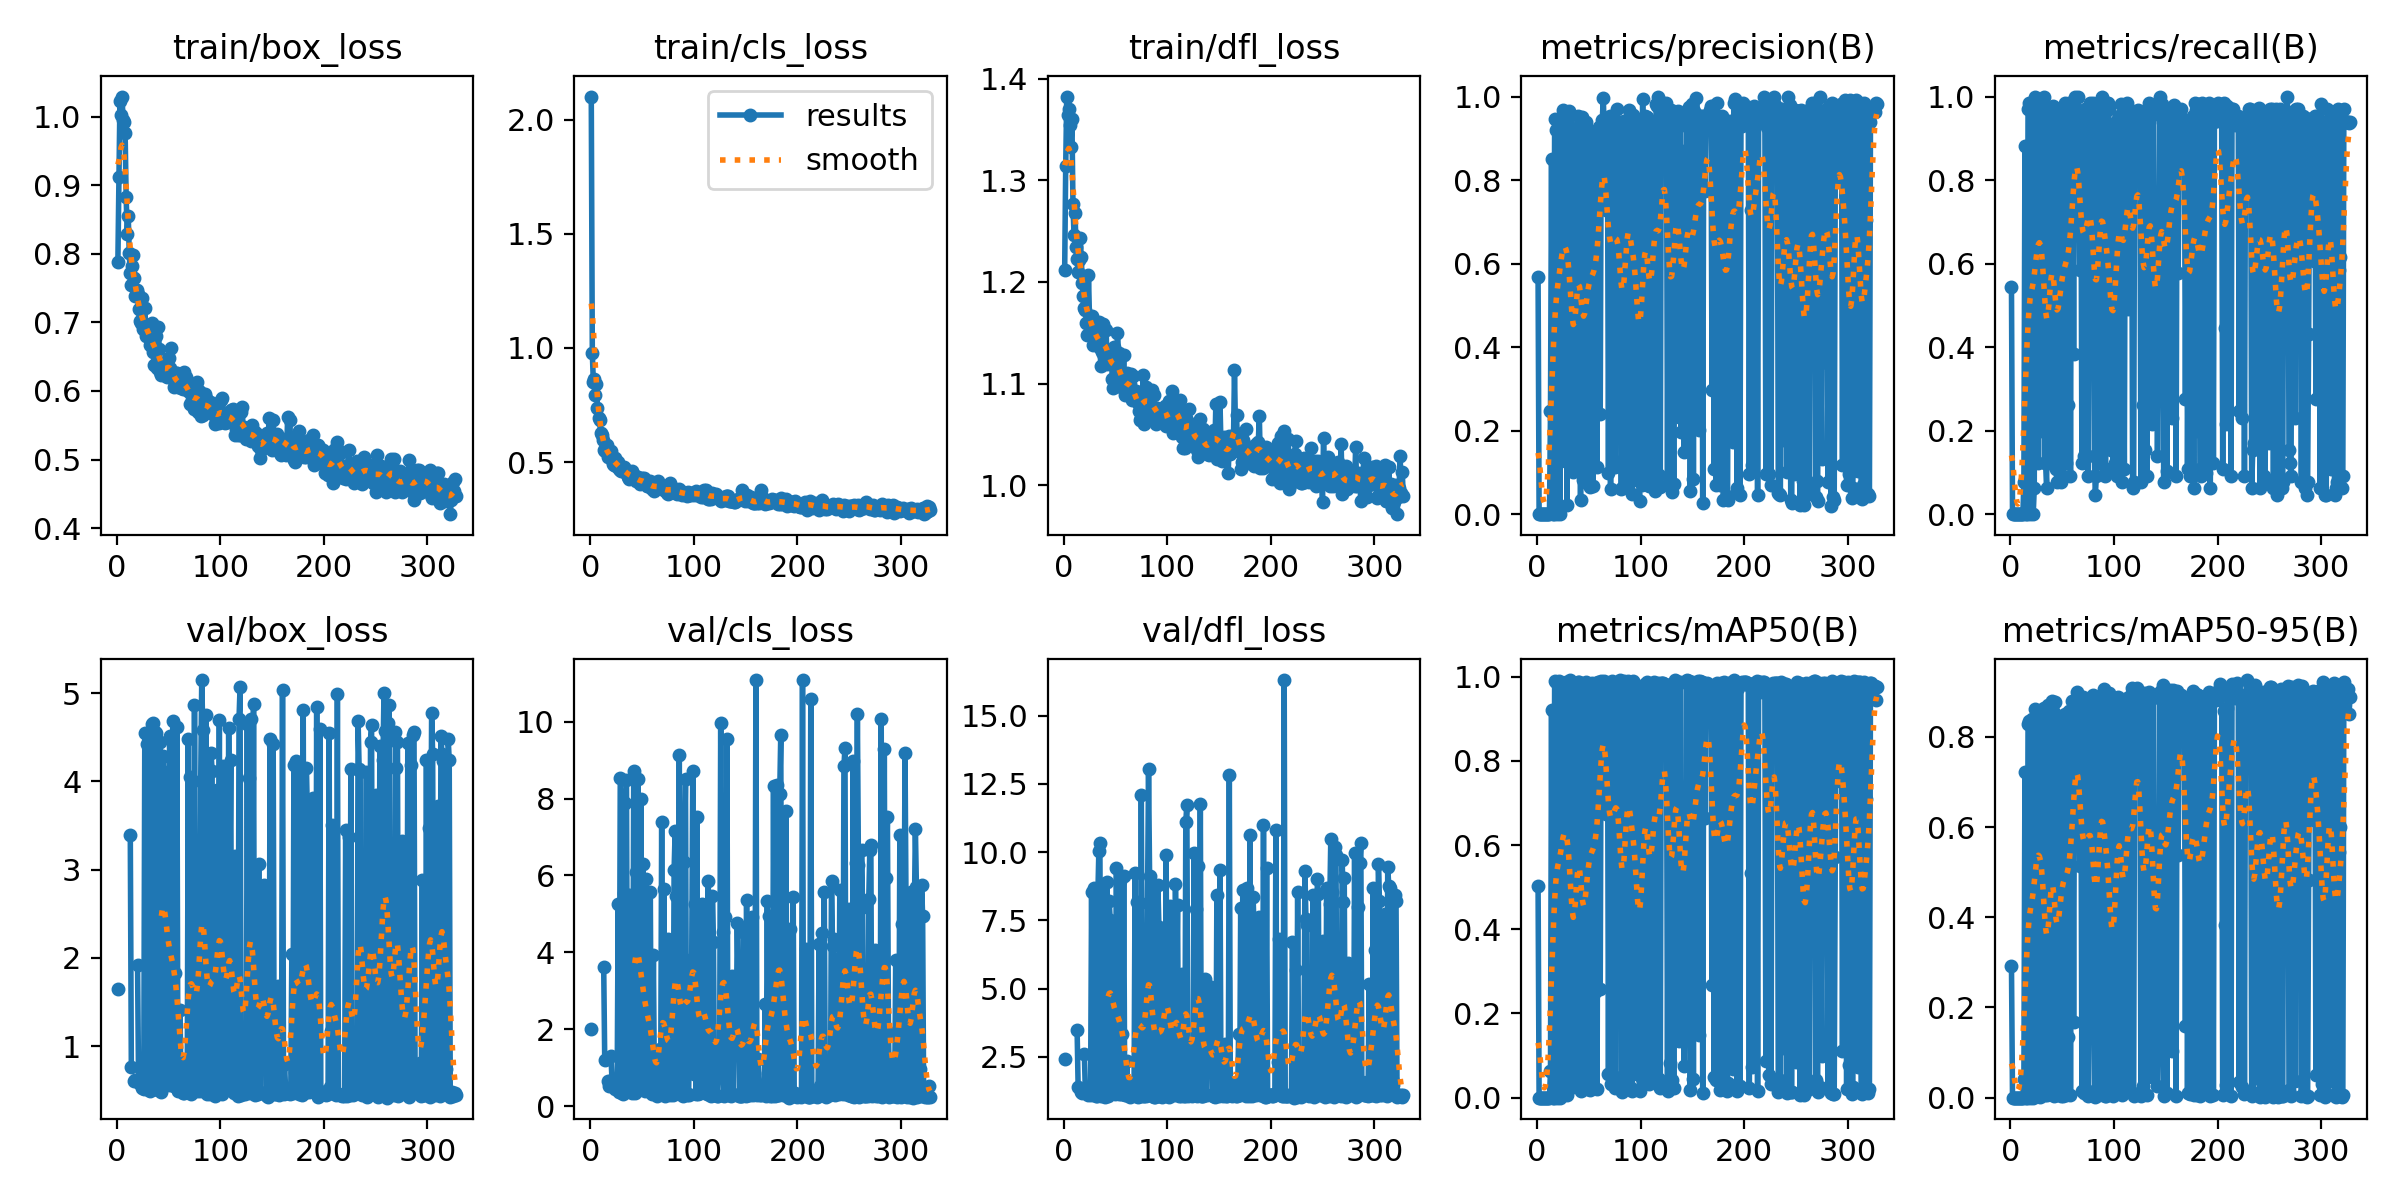 train/box_loss
train/cls_loss
train/dfl_loss
metrics/precision(B)
metrics/recall(B)
1.0
0.9
0.8
0.7
0.6
0.5
0.4
0 100 200 300
2.0
1.5
1.0
0.5
results
smooth
0 100 200 300
1.4
1.3
1.2
1.1
1.0
0 100 200 300
1.0
0.8
0.6
0.4
0.2
0.0
0 100 200 300
1.0
0.8
0.6
0.4
0.2
0.0
0 100 200 300
val/box_loss
val/cls_loss
val/dfl_loss
metrics/mAP50(B)
metrics/mAP50-95(B)
5
4
3
2
1
0 100 200 300
10
8
6
4
2
0
0 100 200 300
15.0
12.5
10.0
7.5
5.0
2.5
0 100 200 300
1.0
0.8
0.6
0.4
0.2
0.0
0 100 200 300
0.8
0.6
0.4
0.2
0.0
0 100 200 300